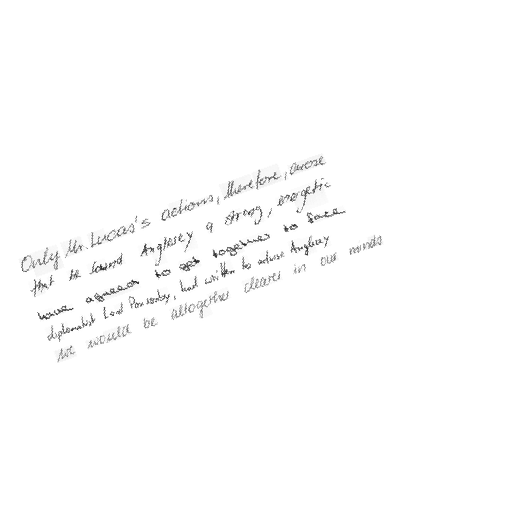 Only Mr. Lucas's actions, therefore, arose
that he found Anglesey a strong, energetic
have agreed to get together to face
diplomatist Lord Ponsonby, had written to advise Anglesey
we would be altogether clearer in our minds